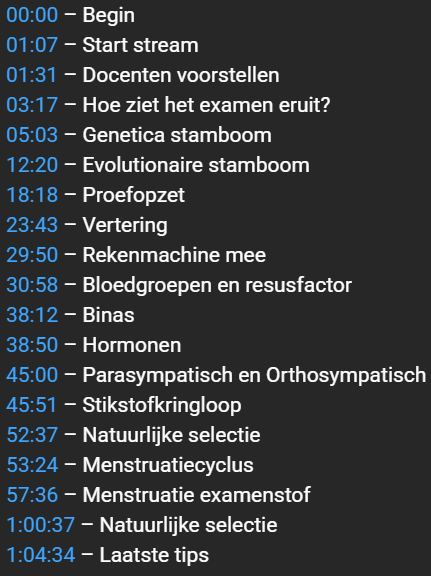 00:00 – Begin
01:07 – Start stream
01:31 – Docenten voorstellen
03:17 – Hoe ziet het examen eruit?
05:03 – Genetica stamboom
12:20 – Evolutionaire stamboom
18:18 – Proefopzet
23:43 – Vertering
29:50 – Rekenmachine mee
30:58 – Bloedgroepen en resusfactor
38:12 – Binas
38:50 – Hormonen
45:00 – Parasympatisch en Orthosympatisch
45:51 – Stikstofkringloop
52:37 – Natuurlijke selectie
53:24 – Menstruatiecyclus
57:36 – Menstruatie examenstof
1:00:37 – Natuurlijke selectie
1:04:34 – Laatste tips